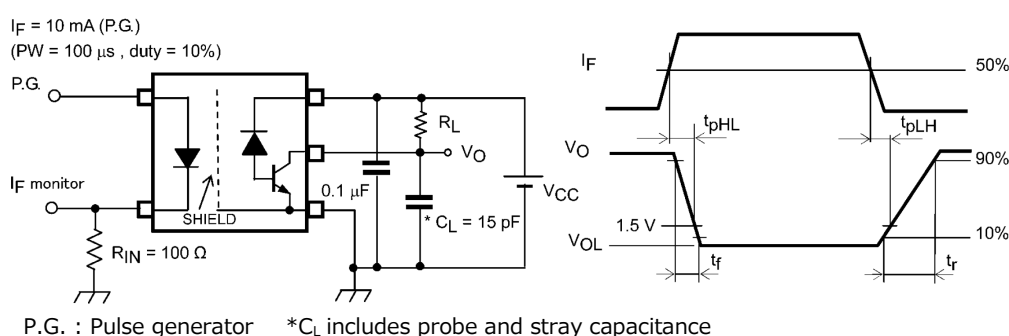 IF = 10 mA (P.G.)
(PW = 100 μs , duty = 10%)
P.G.
IF monitor
RIN = 100 Ω
SHIELD
0.1 μF
RL
VO
* CL = 15 pF
VCC
IF
50%
tpHL
tpLH
VO
90%
1.5 V
10%
VOL
tf
tr
P.G. : Pulse generator *CL includes probe and stray capacitance